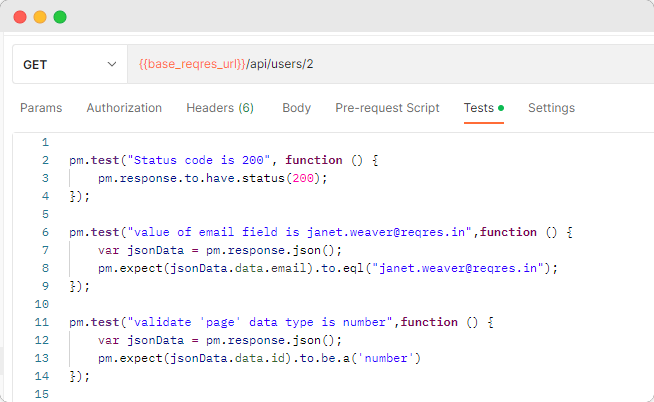 GET {{base_reqres_url}}/api/users/2
Params Authorization Headers (6) Body Pre-request Script Tests Settings
1
2 pm.test("Status code is 200", function () {
3     pm.response.to.have.status(200);
4 });
5
6 pm.test("value of email field is janet.weaver@reqres.in",function () {
7     var jsonData = pm.response.json();
8     pm.expect(jsonData.data.email).to.eql("janet.weaver@reqres.in");
9 });
10
11 pm.test("validate 'page' data type is number",function () {
12     var jsonData = pm.response.json();
13     pm.expect(jsonData.data.id).to.be.a('number')
14 });
15